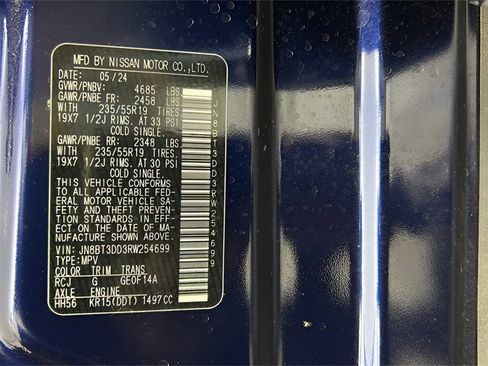 MFD BY NISSAN MOTOR CO.,LTD.
DATE: 05/24
GVWR/PNBV: 4685 LBS
GAWR/PNBE FR: 2458 LBS
WITH 235/55R19 TIRES.
19X7 1/2J RIMS. AT 33 PSI
COLD SINGLE.
GAWR/PNBE RR: 2348 LBS.
WITH 235/55R19 TIRES.
19X7 1/2J RIMS. AT 30 PSI
COLD SINGLE.
THIS VEHICLE CONFORMS
TO ALL APPLICABLE FED-
ERAL MOTOR VEHICLE SA-
FETY AND THEFT PREVEN-
TION STANDARDS IN EFF-
ECT ON THE DATE OF MA-
NUFACTURE SHOWN ABOVE.
VIN: JN8BT3DD3RW254699
TYPE:MPV
COLOR TRIM TRANS
RCJ G GEOF14A
AXLE ENGINE
HH56 KR15(DDT) 1497CC
JN8BT3DD3RW254699